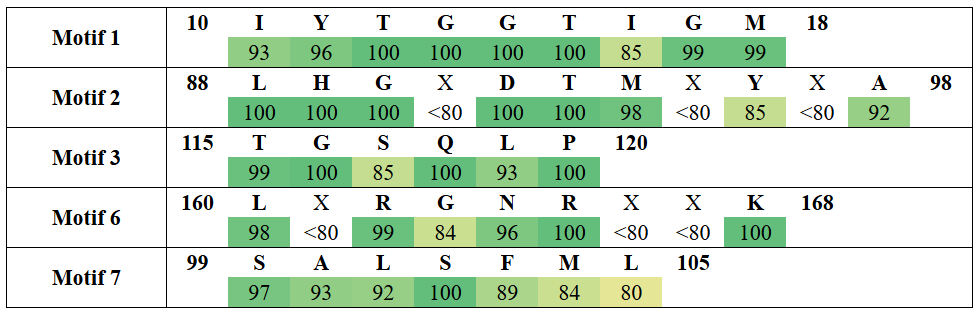 Motif 1 10 I Y T G G T I G M 18
93 96 100 100 100 100 85 99 99
Motif 2 88 L H G X D T M X Y X A 98
100 100 100 <80 100 100 98 <80 85 <80 92
Motif 3 115 T G S Q L P 120
99 100 85 100 93 100
Motif 6 160 L X R G N R X X K 168
98 <80 99 84 96 100 <80 <80 100
Motif 7 99 S A L S F M L 105
97 93 92 100 89 84 80